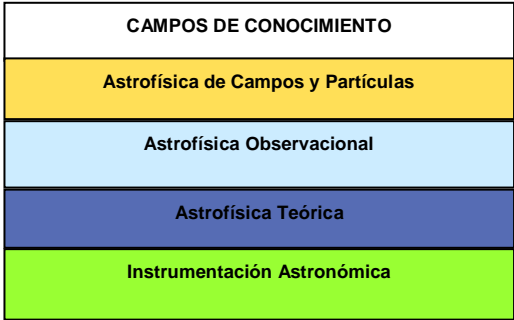 CAMPOS DE CONOCIMIENTO
Astrofísica de Campos y Partículas
Astrofísica Observacional
Astrofísica Teórica
Instrumentación Astronómica